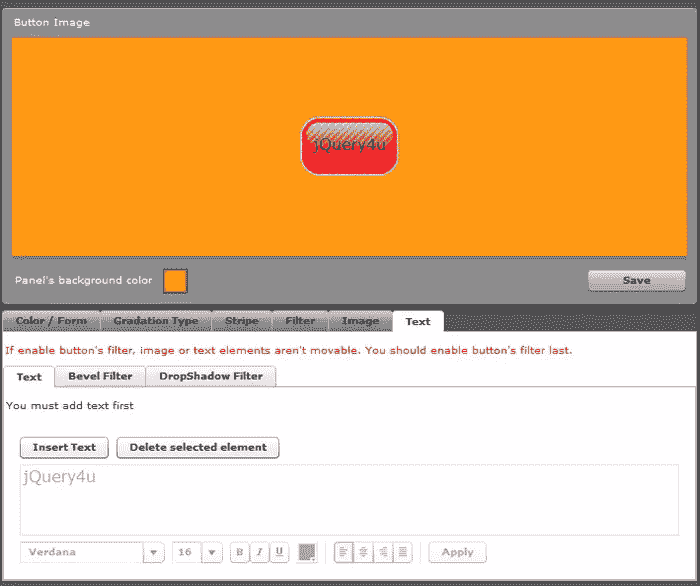 Button Image
jQuery4u
Panel's background color
Save
Color / Form Gradation Type Stripe Filter Image Text
If enable button's filter, image or text elements aren't movable. You should enable button's filter last.
Text Bevel Filter DropShadow Filter
You must add text first
Insert Text Delete selected element
jQuery4u
Verdana 16 B I U Apply